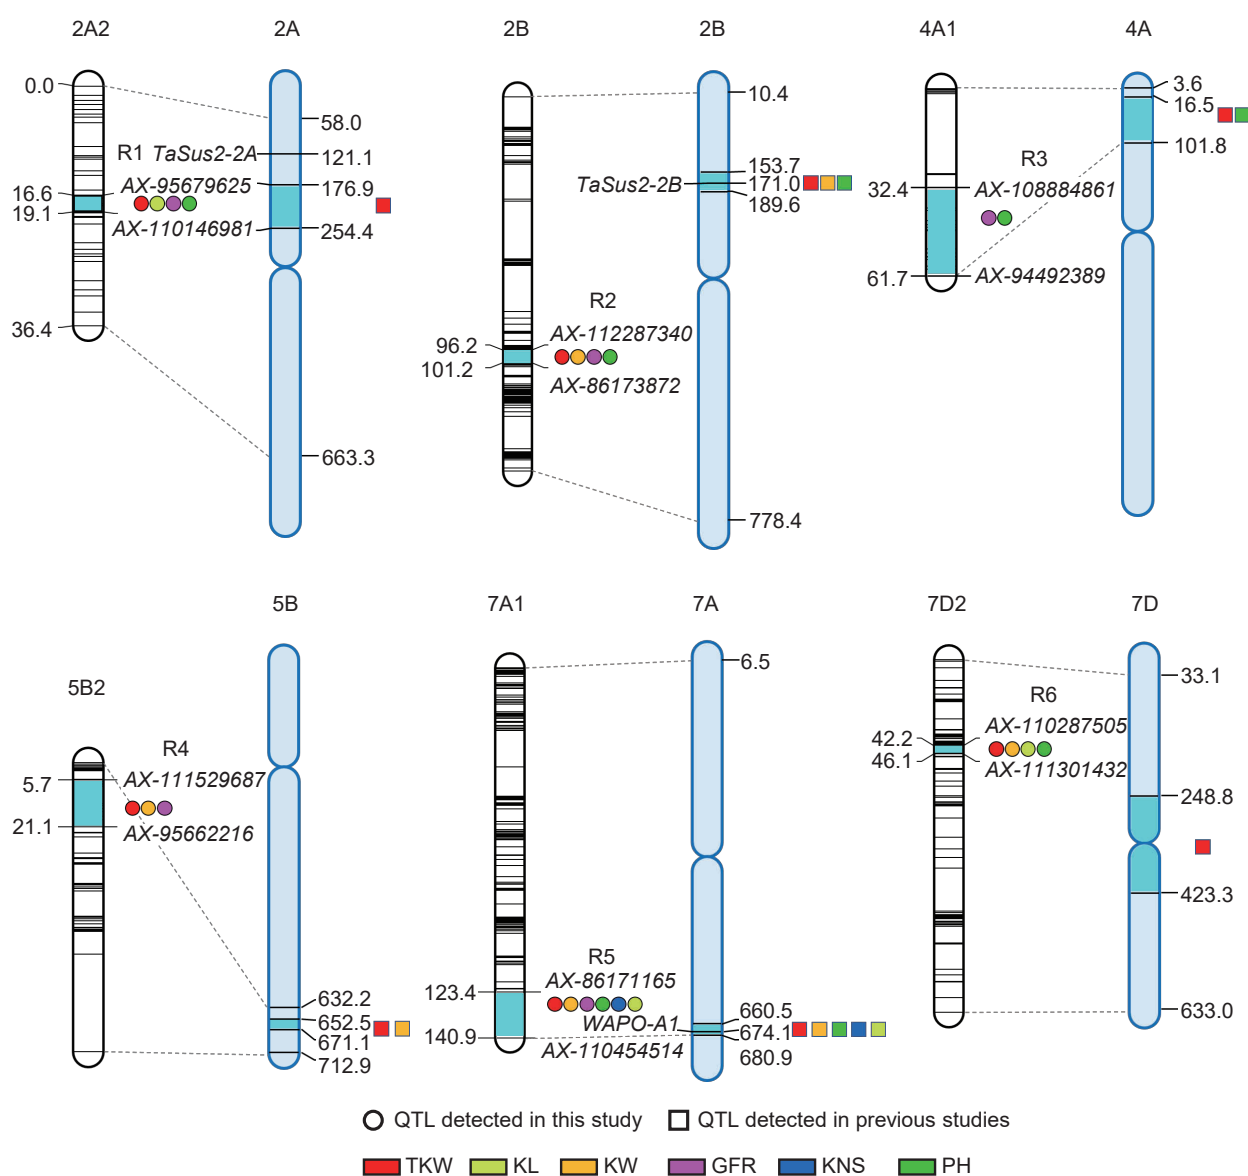 2A2
2A
2B
2B
4A1
4A
0.0
58.0
R1
TaSus2-2A
121.1
AX-95679625
176.9
16.6
19.1
AX-110146981
254.4
36.4
663.3
10.4
153.7
TaSus2-2B
171.0
189.6
R2
AX-112287340
96.2
101.2
AX-86173872
778.4
3.6
16.5
101.8
R3
32.4
AX-108884861
61.7
AX-94492389
5B2
5B
7A1
7A
7D2
7D
R4
AX-111529687
5.7
21.1
AX-95662216
632.2
652.5
671.1
712.9
6.5
R5
AX-86171165
123.4
660.5
WAPO-A1
674.1
140.9
AX-110454514
680.9
33.1
R6
AX-110287505
42.2
46.1
AX-111301432
248.8
423.3
633.0
QTL detected in this study
QTL detected in previous studies
TKW
KL
KW
GFR
KNS
PH